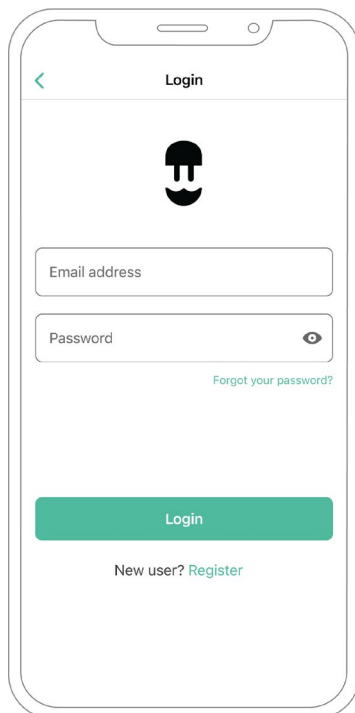 Login
Email address
Password
Forgot your password?
Login
New user? Register